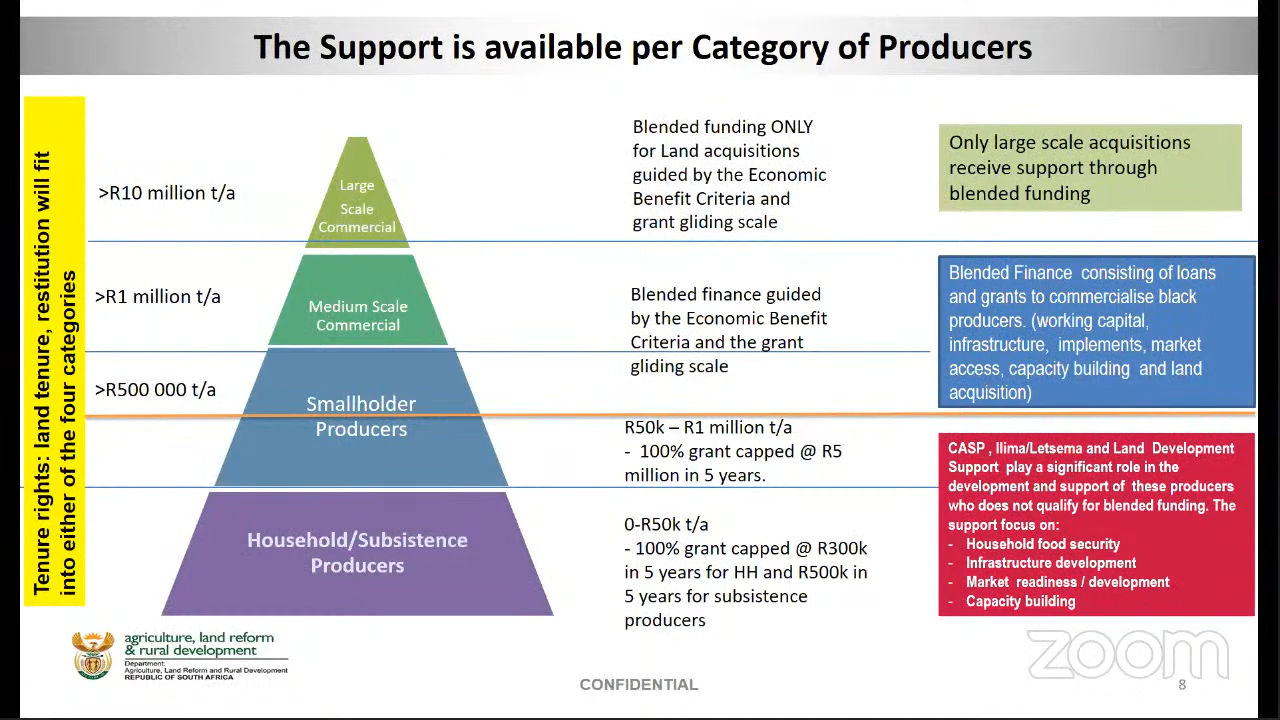 The Support is available per Category of Producers
Tenure rights: land tenure, restitution will fit
into either of the four categories
>R10 million t/a
Large
Scale
Commercial
Blended funding ONLY
for Land acquisitions
guided by the Economic
Benefit Criteria and
grant gliding scale
Only large scale acquisitions
receive support through
blended funding
>R1 million t/a
Medium Scale
Commercial
Blended finance guided
by the Economic Benefit
Criteria and the grant
gliding scale
Blended Finance consisting of loans
and grants to commercialise black
producers. (working capital,
infrastructure, implements, market
access, capacity building and land
acquisition)
>R500 000 t/a
Smallholder
Producers
R50k – R1 million t/a
- 100% grant capped @ R5
million in 5 years.
CASP , Ilima/Letsema and Land Development
Support play a significant role in the
development and support of these producers
who does not qualify for blended funding. The
support focus on:
- Household food security
- Infrastructure development
- Market readiness / development
- Capacity building
Household/Subsistence
Producers
0-R50k t/a
- 100% grant capped @ R300k
in 5 years for HH and R500k in
5 years for subsistence
producers
agriculture, land reform
& rural development
Department:
Agriculture, Land Reform and Rural Development
REPUBLIC OF SOUTH AFRICA
CONFIDENTIAL
zoom
8